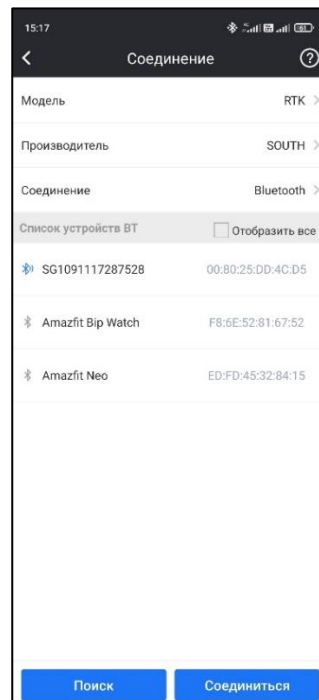 15:17
Соединение
Модель RTK
Производитель SOUTH
Соединение Bluetooth
Список устройств BT Отобразить все
SG1091117287528 00:80:25:DD:4C:D5
Amazfit Bip Watch F8:6E:52:81:67:52
Amazfit Neo ED:FD:45:32:84:15
Поиск Соединиться